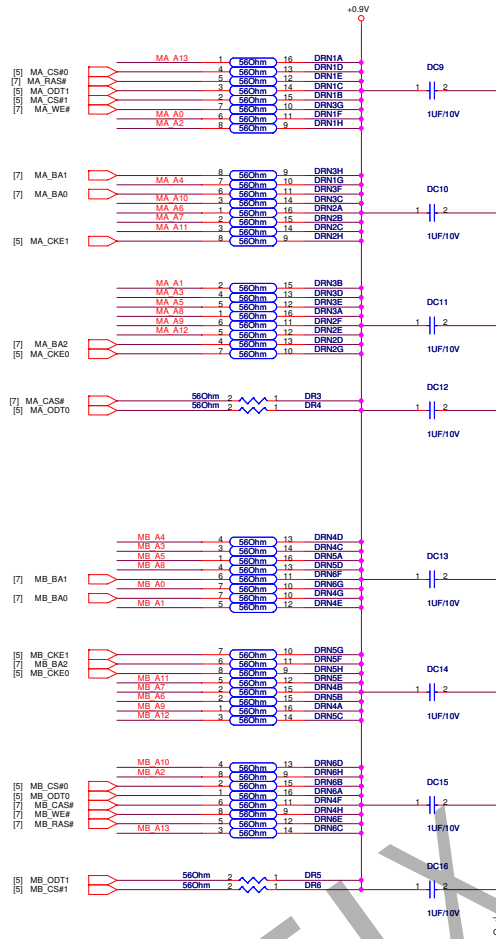 +0.9V
MA_A13 1 56Ohm 16 DRN1A
DC9
[5] MA_CS#0 4 56Ohm 13 DRN1D
[7] MA_RAS# 5 56Ohm 12 DRN1E
[5] MA_ODT1 3 56Ohm 14 DRN1C 1 2
[5] MA_CS#1 2 56Ohm 15 DRN1B
[7] MA_WE# 7 56Ohm 10 DRN3G
MA_A0 6 56Ohm 11 DRN1F 1UF/10V
MA_A2 8 56Ohm 9 DRN1H
[7] MA_BA1 8 56Ohm 9 DRN3H
MA_A4 7 56Ohm 10 DRN1G
DC10
[7] MA_BA0 6 56Ohm 11 DRN3F
MA_A10 3 56Ohm 14 DRN3C
MA_A6 1 56Ohm 16 DRN2A 1 2
MA_A7 2 56Ohm 15 DRN2B
MA_A11 3 56Ohm 14 DRN2C
[5] MA_CKE1 8 56Ohm 9 DRN2H
1UF/10V
MA_A1 2 56Ohm 15 DRN3B
DC11
MA_A3 4 56Ohm 13 DRN3D
MA_A5 5 56Ohm 12 DRN3E
MA_A8 1 56Ohm 16 DRN3A
MA_A9 6 56Ohm 11 DRN2F 1 2
MA_A12 5 56Ohm 12 DRN2E
[7] MA_BA2 4 56Ohm 13 DRN2D
[5] MA_CKE0 7 56Ohm 10 DRN2G
1UF/10V
DC12
[7] MA_CAS# 56Ohm 2 1 DR3
[5] MA_ODT0 56Ohm 2 1 DR4 1 2
1UF/10V
MB_A4 4 56Ohm 13 DRN4D
MB_A3 3 56Ohm 14 DRN4C
DC13
MB_A5 1 56Ohm 16 DRN5A
MB_A8 4 56Ohm 13 DRN5D
[7] MB_BA1 6 56Ohm 11 DRN6F 1 2
MB_A0 7 56Ohm 10 DRN6G
[7] MB_BA0 7 56Ohm 10 DRN4G
MB_A1 5 56Ohm 12 DRN4E
1UF/10V
[5] MB_CKE1 7 56Ohm 10 DRN5G
[7] MB_BA2 6 56Ohm 11 DRN5F
DC14
[5] MB_CKE0 8 56Ohm 9 DRN5H
MB_A11 5 56Ohm 12 DRN5E
MB_A7 2 56Ohm 15 DRN4B 1 2
MB_A6 2 56Ohm 15 DRN5B
MB_A9 1 56Ohm 16 DRN4A
MB_A12 3 56Ohm 14 DRN5C
1UF/10V
MB_A10 4 56Ohm 13 DRN6D
MB_A2 8 56Ohm 9 DRN6H
DC15
[5] MB_CS#0 2 56Ohm 15 DRN6B
[5] MB_ODT0 1 56Ohm 16 DRN6A
[7] MB_CAS# 6 56Ohm 11 DRN4F 1 2
[7] MB_WE# 8 56Ohm 9 DRN4H
[7] MB_RAS# 5 56Ohm 12 DRN6E
MB_A13 3 56Ohm 14 DRN6C
1UF/10V
DC16
[5] MB_ODT1 56Ohm 2 1 DR5
[5] MB_CS#1 56Ohm 2 1 DR6 1 2
1UF/10V